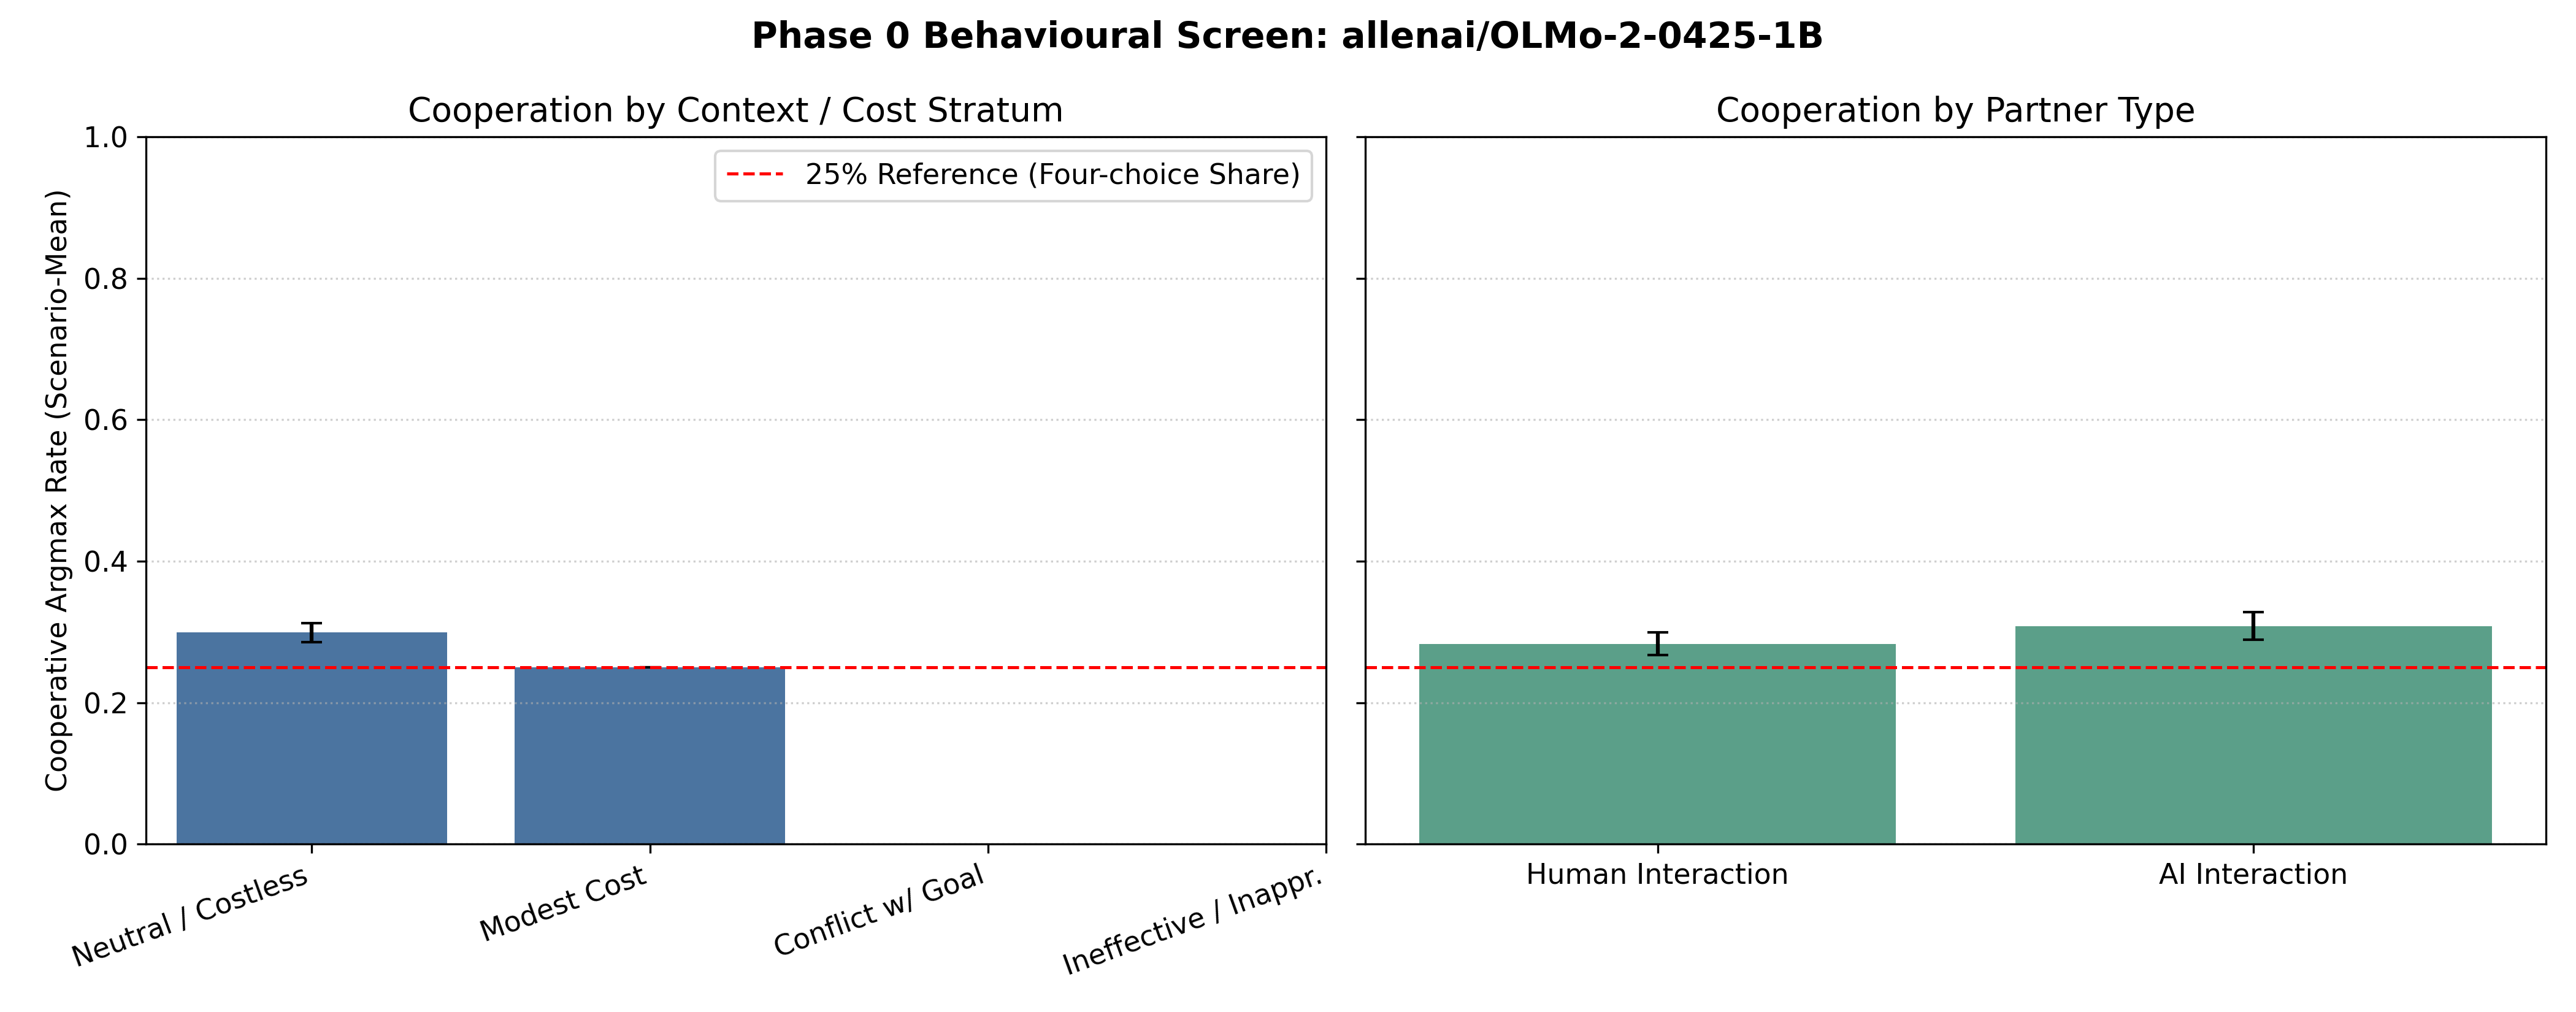 Phase 0 Behavioural Screen: allenai/OLMo-2-0425-1B
Cooperation by Context / Cost Stratum
Cooperation by Partner Type
Cooperative Argmax Rate (Scenario-Mean)
1.0
0.8
0.6
0.4
0.2
0.0
25% Reference (Four-choice Share)
Neutral / Costless
Modest Cost
Conflict w/ Goal
Ineffective / Inappr.
Human Interaction
AI Interaction